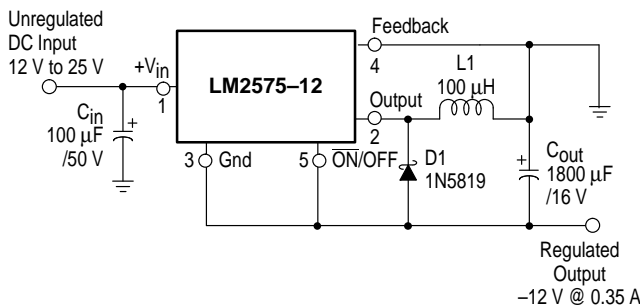 Unregulated
DC Input
12 V to 25 V
+Vin
1
Cin
100 µF
/50 V
LM2575–12
Feedback
4
Output
2
L1
100 µH
3 Gnd
5 ON/OFF
D1
1N5819
Cout
1800 µF
/16 V
Regulated
Output
–12 V @ 0.35 A